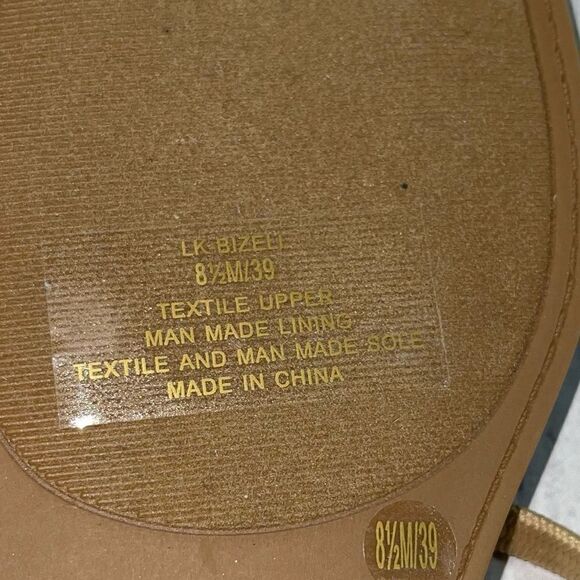 LK-BIZELI
8½M/39
TEXTILE UPPER
MAN MADE LINING
TEXTILE AND MAN MADE SOLE
MADE IN CHINA
8½M/39